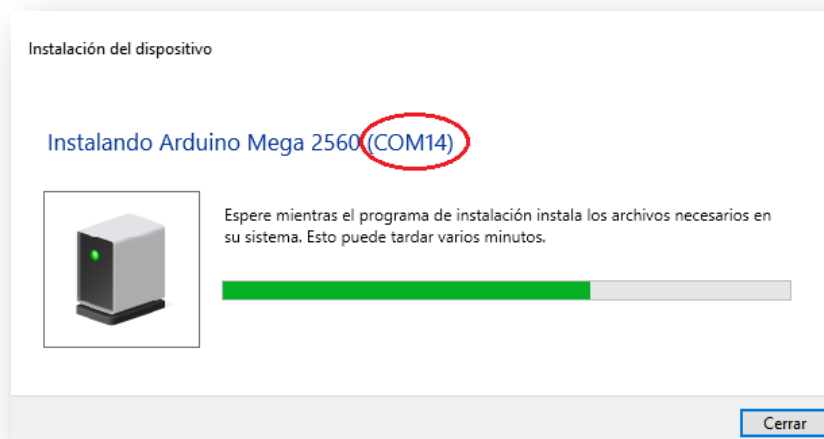 Instalación del dispositivo
Instalando Arduino Mega 2560 (COM14)
Espere mientras el programa de instalación instala los archivos necesarios en
su sistema. Esto puede tardar varios minutos.
Cerrar